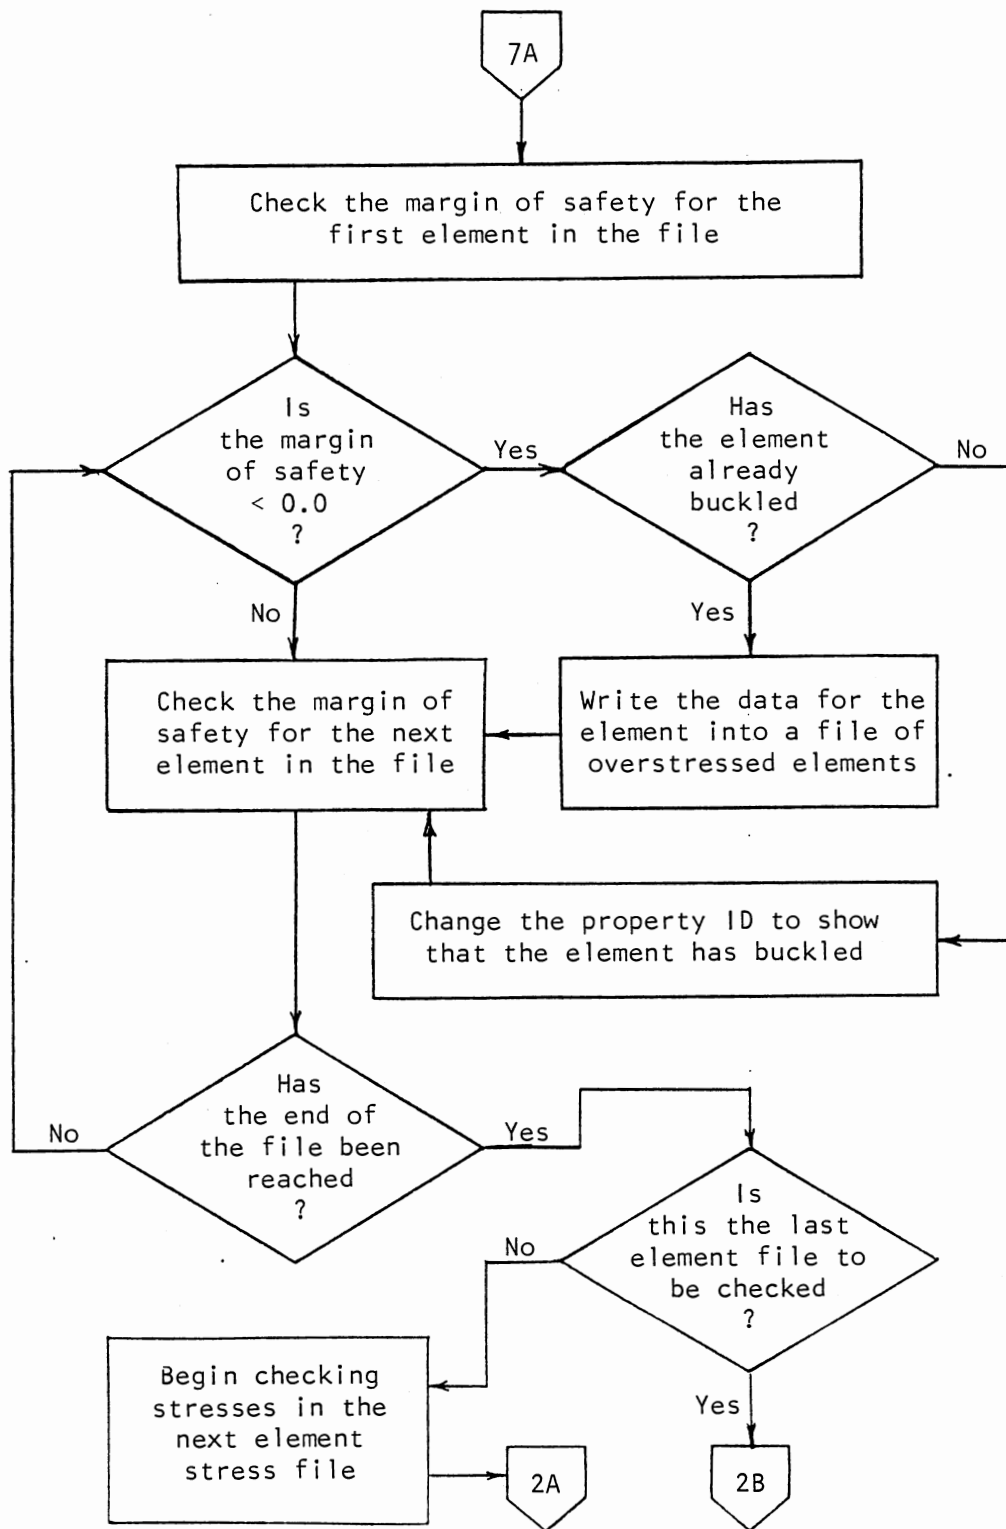 7A
Check the margin of safety for the
first element in the file
Is
the margin
of safety
< 0.0
?
Yes
Has
the element
already
buckled
?
No
No
Yes
Check the margin of
safety for the next
element in the file
Write the data for the
element into a file of
overstressed elements
Change the property ID to show
that the element has buckled
Has
the end of
the file been
reached
?
No
Yes
Is
this the last
element file to
be checked
?
No
Yes
Begin checking
stresses in the
next element
stress file
2A
2B